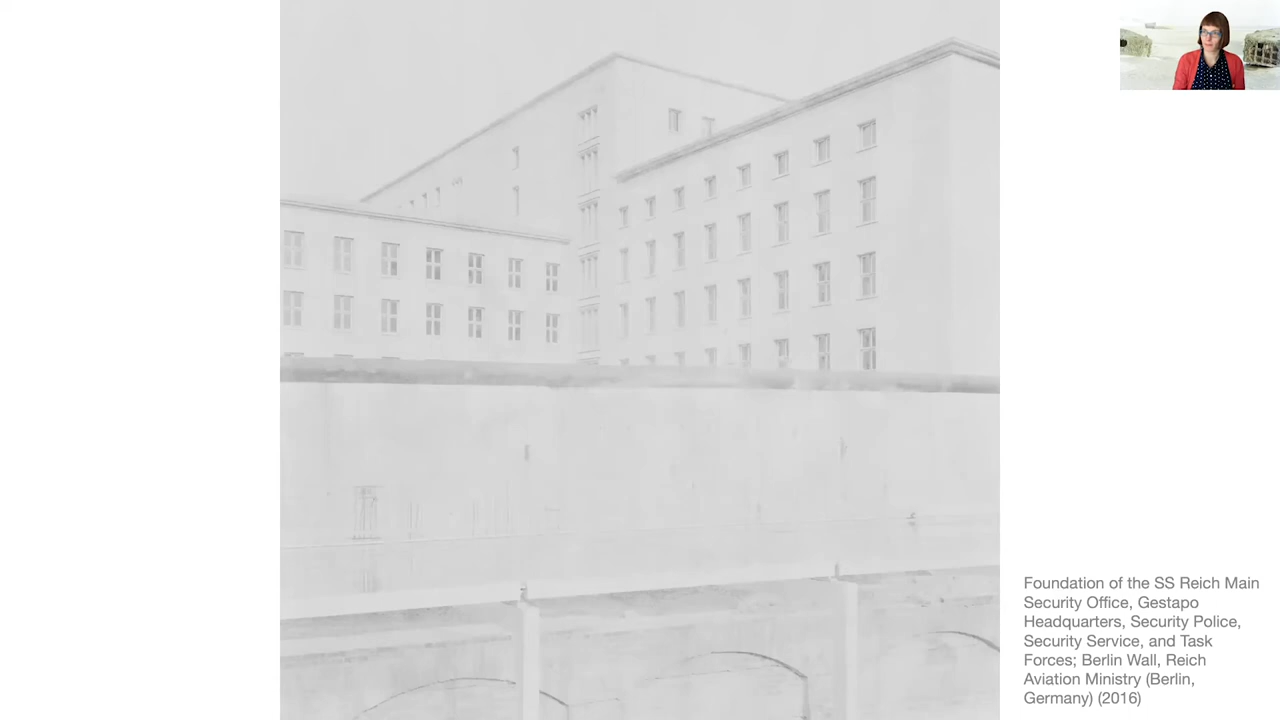 Foundation of the SS Reich Main
Security Office, Gestapo
Headquarters, Security Police,
Security Service, and Task
Forces; Berlin Wall, Reich
Aviation Ministry (Berlin,
Germany) (2016)